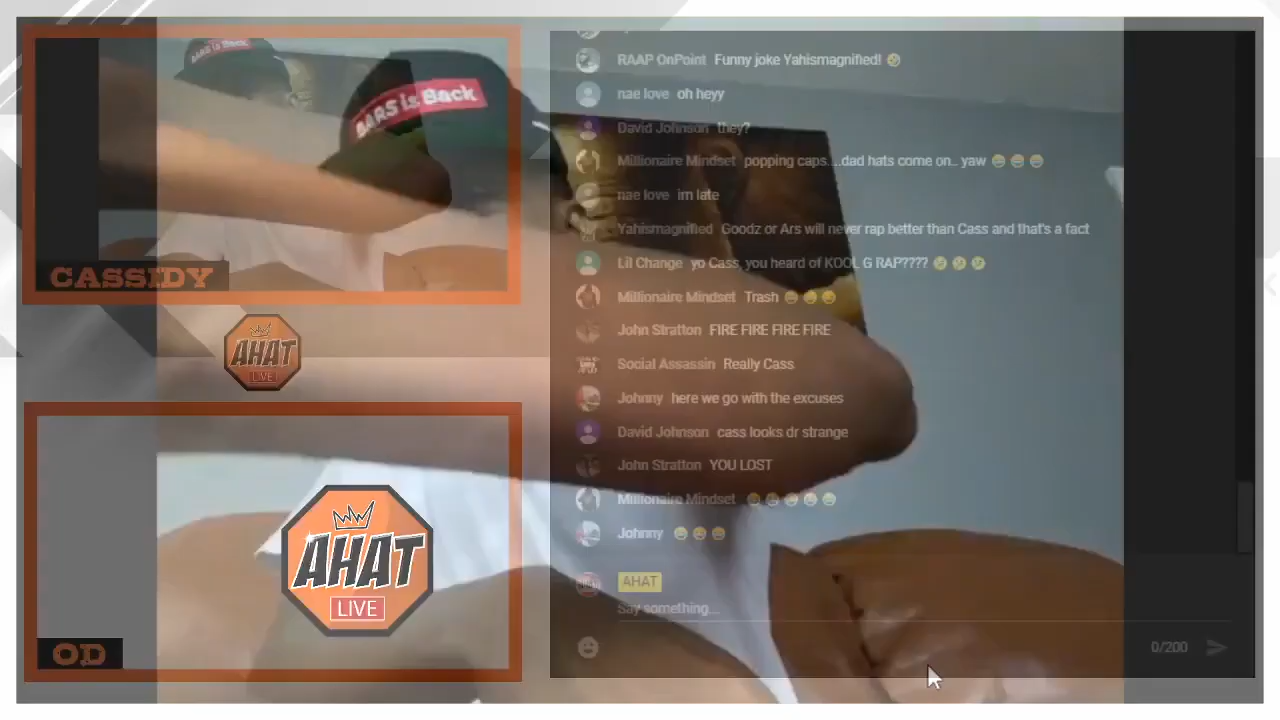 BARS is Back
BARS is Back
CASSIDY
AHAT
LIVE
OD
AHAT
LIVE
RAAP OnPoint Funny joke Yahismagnified! 🤣
nae love oh heyy
David Johnson they?
Millionaire Mindset popping caps....dad hats come on.. yaw 😂😂😂
nae love im late
Yahismagnified Goodz or Ars will never rap better than Cass and that's a fact
Lil Change yo Cass, you heard of KOOL G RAP????
Millionaire Mindset Trash
John Stratton FIRE FIRE FIRE FIRE
Social Assassin Really Cass
Johnny here we go with the excuses
David Johnson cass looks dr strange
John Stratton YOU LOST
Millionaire Mindset
Johnny 😂😂😂
AHAT
Say something...
0/200